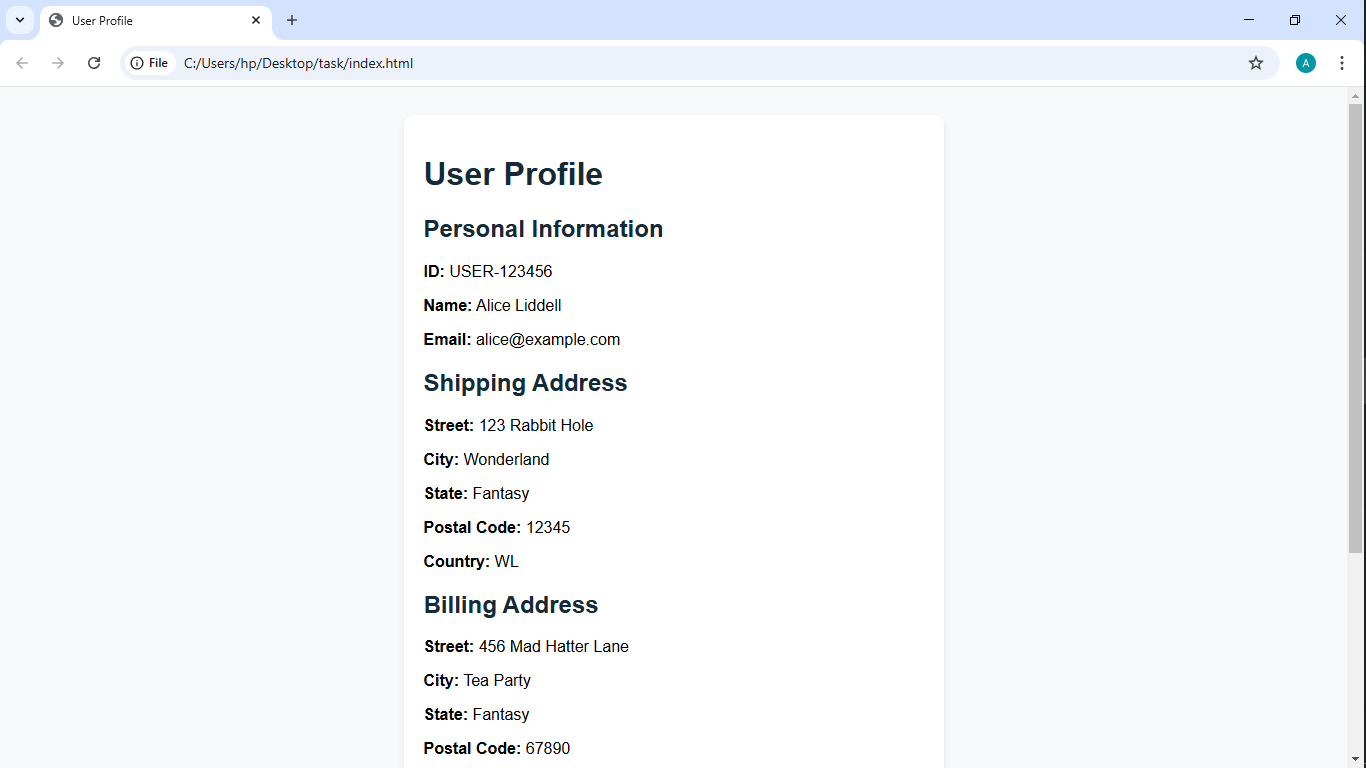 User Profile
File
C:/Users/hp/Desktop/task/index.html
A
User Profile
Personal Information
ID: USER-123456
Name: Alice Liddell
Email: alice@example.com
Shipping Address
Street: 123 Rabbit Hole
City: Wonderland
State: Fantasy
Postal Code: 12345
Country: WL
Billing Address
Street: 456 Mad Hatter Lane
City: Tea Party
State: Fantasy
Postal Code: 67890